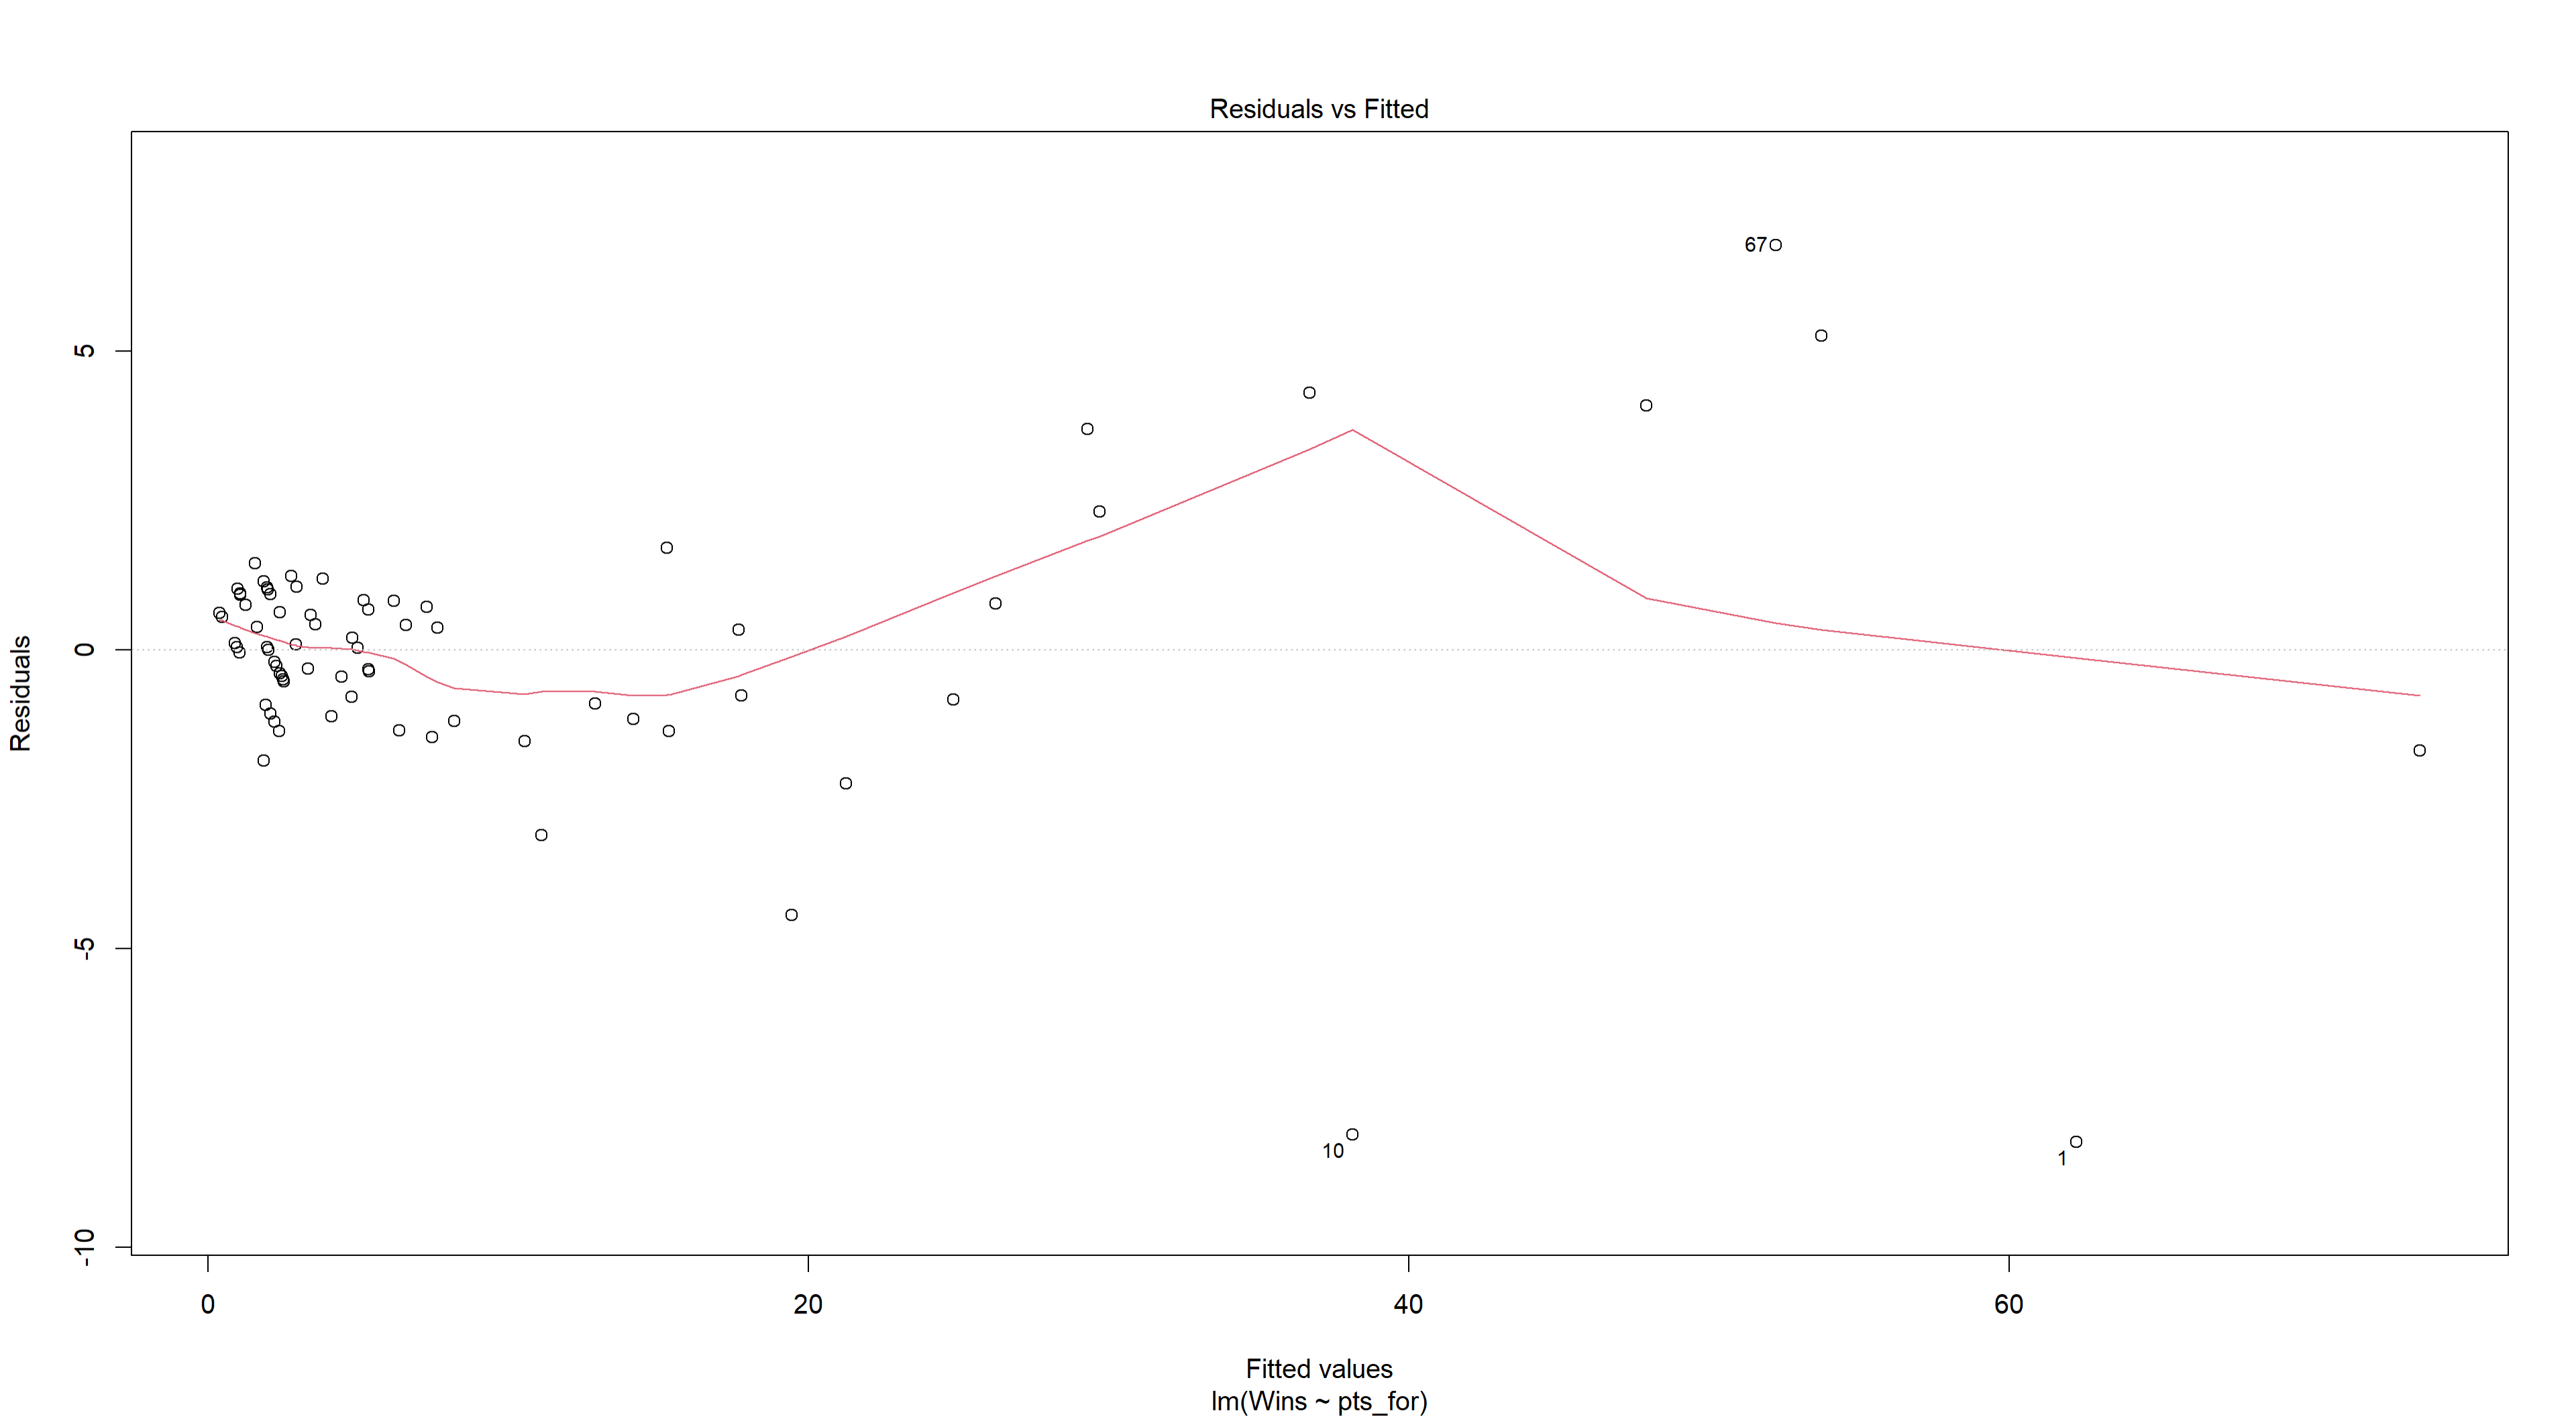 Residuals vs Fitted
67
5
0
-5
-10
Residuals
10
1
0 20 40 60
Fitted values
lm(Wins ~ pts_for)